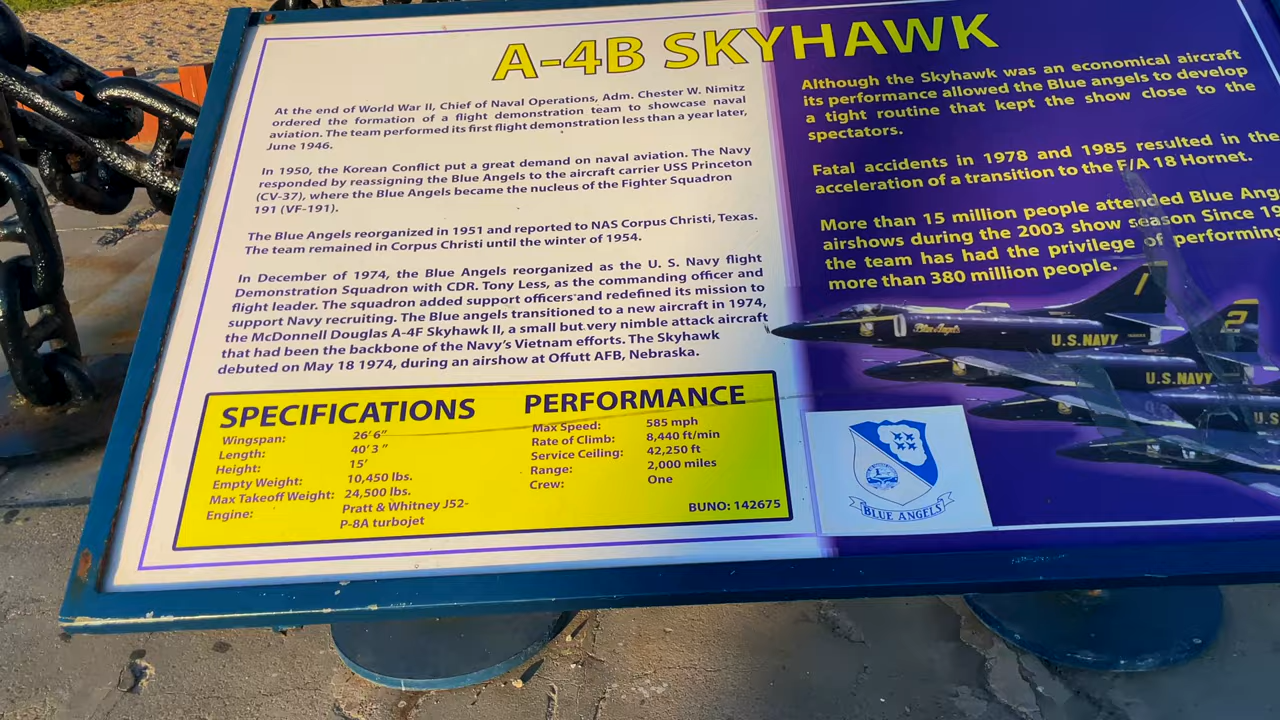 A-4B SKYHAWK
At the end of World War II, Chief of Naval Operations, Adm. Chester W. Nimitz
ordered the formation of a flight demonstration team to showcase naval
aviation. The team performed its first flight demonstration less than a year later,
June 1946.
In 1950, the Korean Conflict put a great demand on naval aviation. The Navy
responded by reassigning the Blue Angels to the aircraft carrier USS Princeton
(CV-37), where the Blue Angels became the nucleus of the Fighter Squadron
191 (VF-191).
The Blue Angels reorganized in 1951 and reported to NAS Corpus Christi, Texas.
The team remained in Corpus Christi until the winter of 1954.
In December of 1974, the Blue Angels reorganized as the U. S. Navy flight
Demonstration Squadron with CDR. Tony Less, as the commanding officer and
flight leader. The squadron added support officers and redefined its mission to
support Navy recruiting. The Blue angels transitioned to a new aircraft in 1974,
the McDonnell Douglas A-4F Skyhawk II, a small but very nimble attack aircraft
that had been the backbone of the Navy's Vietnam efforts. The Skyhawk
debuted on May 18 1974, during an airshow at Offutt AFB, Nebraska.
Although the Skyhawk was an economical aircraft
its performance allowed the Blue angels to develop
a tight routine that kept the show close to the
spectators.
Fatal accidents in 1978 and 1985 resulted in the
acceleration of a transition to the F/A 18 Hornet.
More than 15 million people attended Blue Ang
airshows during the 2003 show season Since 19
the team has had the privilege of performing
more than 380 million people.
Blue Angels
U.S.NAVY
2
U.S.NAVY
U.S
SPECIFICATIONS
Wingspan: 26' 6"
Length: 40' 3"
Height: 15'
Empty Weight: 10,450 lbs.
Max Takeoff Weight: 24,500 lbs.
Engine: Pratt & Whitney J52-
P-8A turbojet
PERFORMANCE
Max Speed: 585 mph
Rate of Climb: 8,440 ft/min
Service Ceiling: 42,250 ft
Range: 2,000 miles
Crew: One
BUNO: 142675
BLUE ANGELS